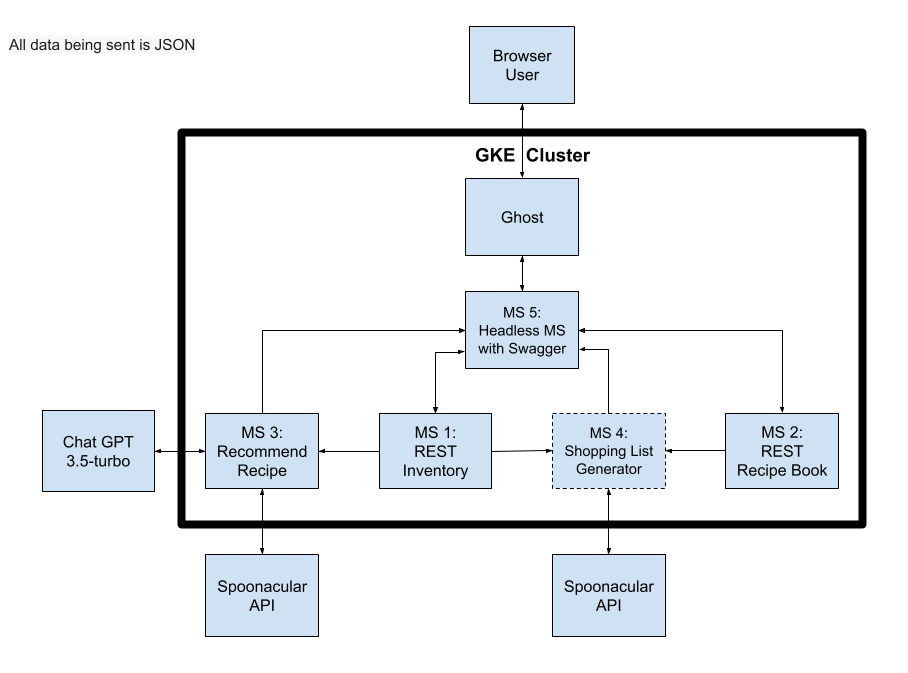 All data being sent is JSON
Browser
User
GKE Cluster
Ghost
MS 5:
Headless MS
with Swagger
Chat GPT
3.5-turbo
MS 3:
Recommend
Recipe
MS 1:
REST
Inventory
MS 4:
Shopping List
Generator
MS 2:
REST
Recipe Book
Spoonacular
API
Spoonacular
API